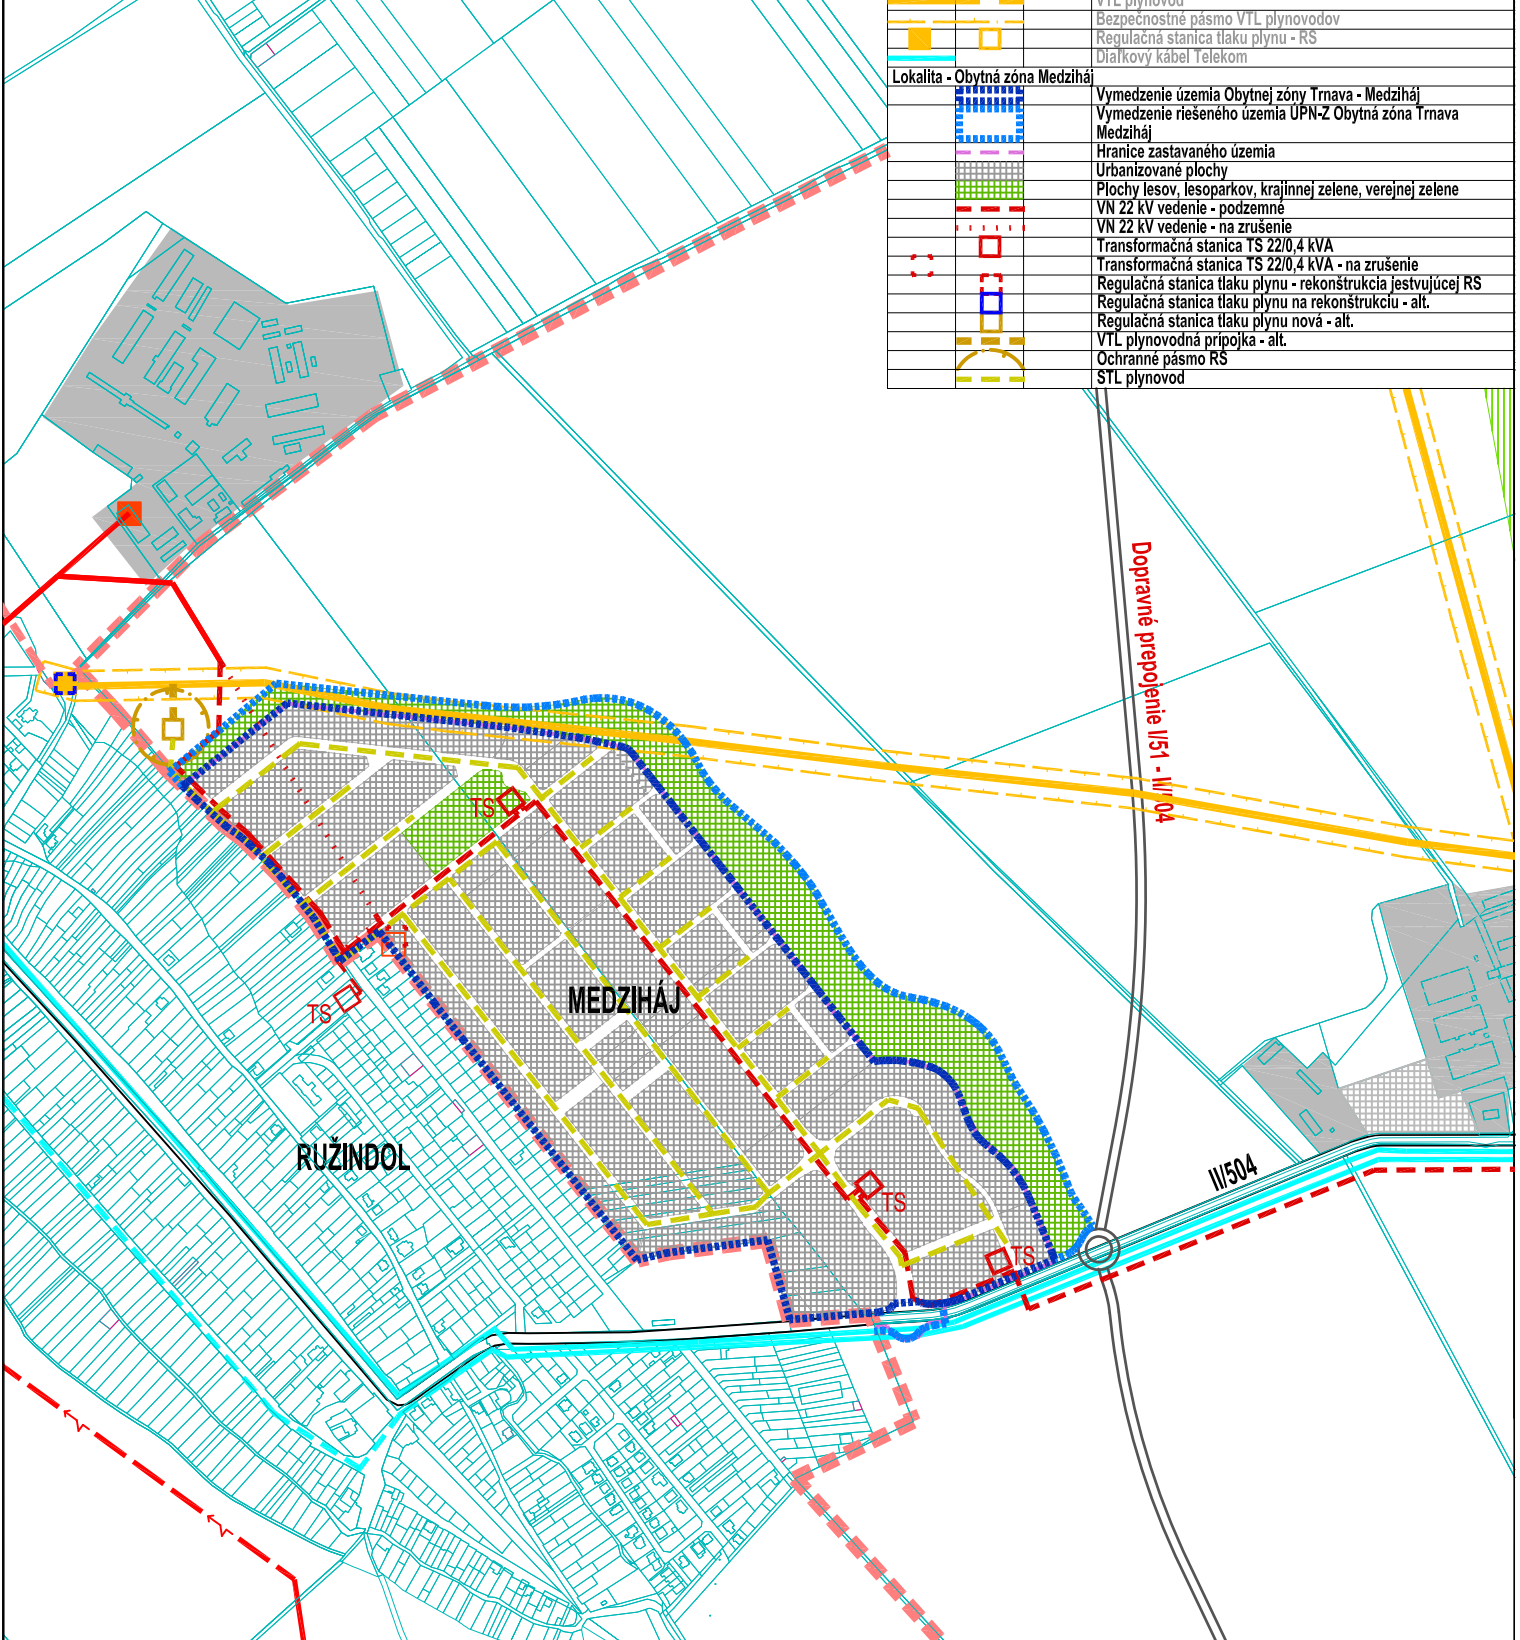 VTL plynovod
Bezpečnostné pásmo VTL plynovodov
Regulačná stanica tlaku plynu - RS
Diaľkový kábel Telekom
Lokalita - Obytná zóna Medziháj
Vymedzenie územia Obytnej zóny Trnava - Medziháj
Vymedzenie riešeného územia ÚPN-Z Obytná zóna Trnava
Medziháj
Hranice zastavaného územia
Urbanizované plochy
Plochy lesov, lesoparkov, krajinnej zelene, verejnej zelene
VN 22 kV vedenie - podzemné
VN 22 kV vedenie - na zrušenie
Transformačná stanica TS 22/0,4 kVA
Transformačná stanica TS 22/0,4 kVA - na zrušenie
Regulačná stanica tlaku plynu - rekonštrukcia jestvujúcej RS
Regulačná stanica tlaku plynu na rekonštrukciu - alt.
Regulačná stanica tlaku plynu nová - alt.
VTL plynovodná prípojka - alt.
Ochranné pásmo RS
STL plynovod
Dopravné prepojenie I/51 - II/504
TS
MEDZIHÁJ
TS
RUŽINDOL
II/504
TS
TS